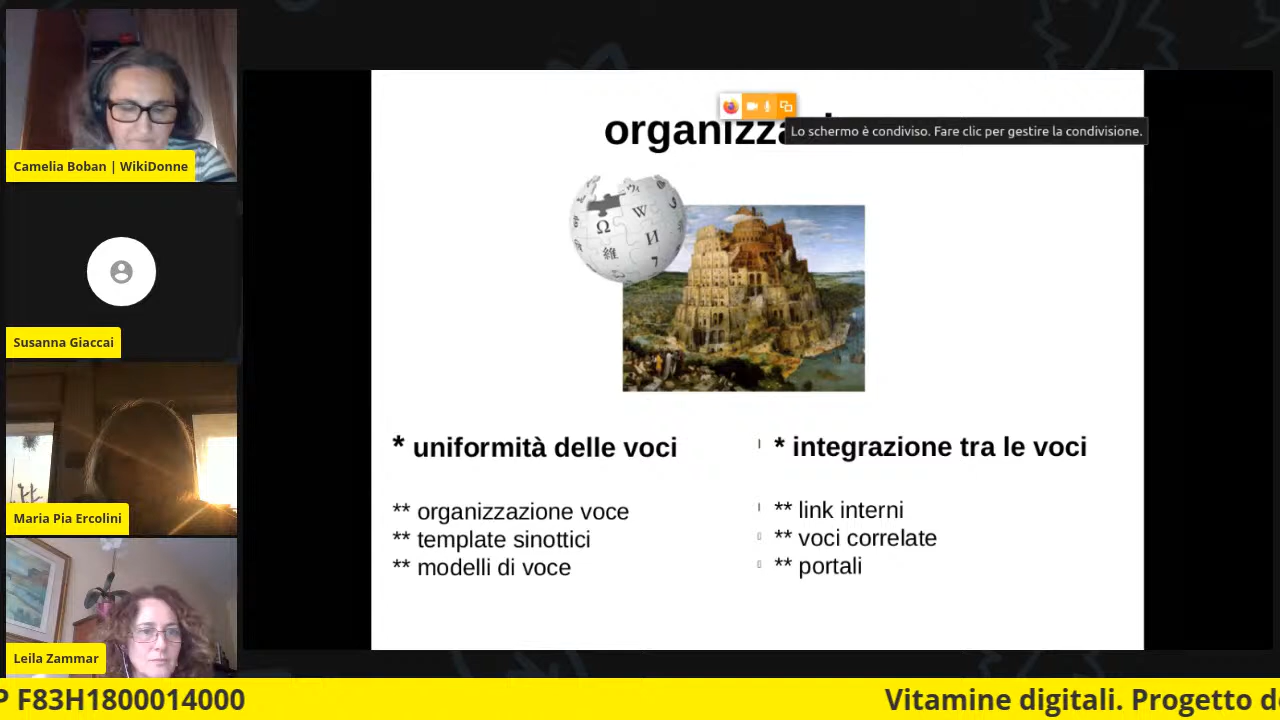 Camelia Boban | WikiDonne
Susanna Giaccai
Maria Pia Ercolini
Leila Zammar
Lo schermo è condiviso. Fare clic per gestire la condivisione.
Ω W И
維
* uniformità delle voci
** organizzazione voce
** template sinottici
** modelli di voce
* integrazione tra le voci
** link interni
** voci correlate
** portali
P F83H1800014000
Vitamine digitali. Progetto